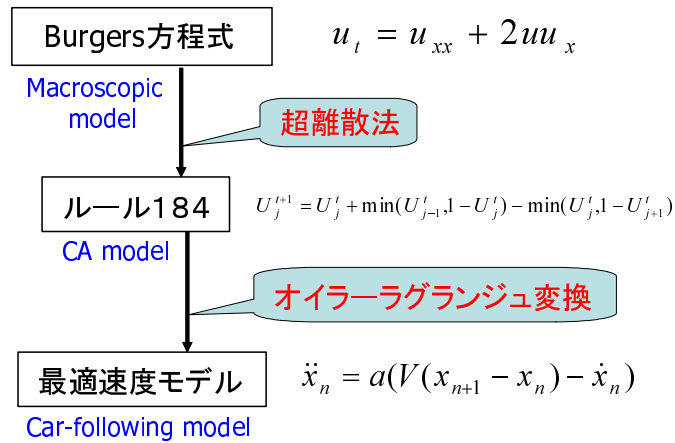 Burgers方程式
u_t = u_{xx} + 2uu_x
Macroscopic
model
超離散法
ルール184
U_j^{t+1} = U_j^t + min(U_{j-1}^t, 1 − U_j^t) − min(U_j^t, 1 − U_{j+1}^t)
CA model
オイラーラグランジュ変換
最適速度モデル
ẍ_n = a(V(x_{n+1} − x_n) − ẋ_n)
Car-following model